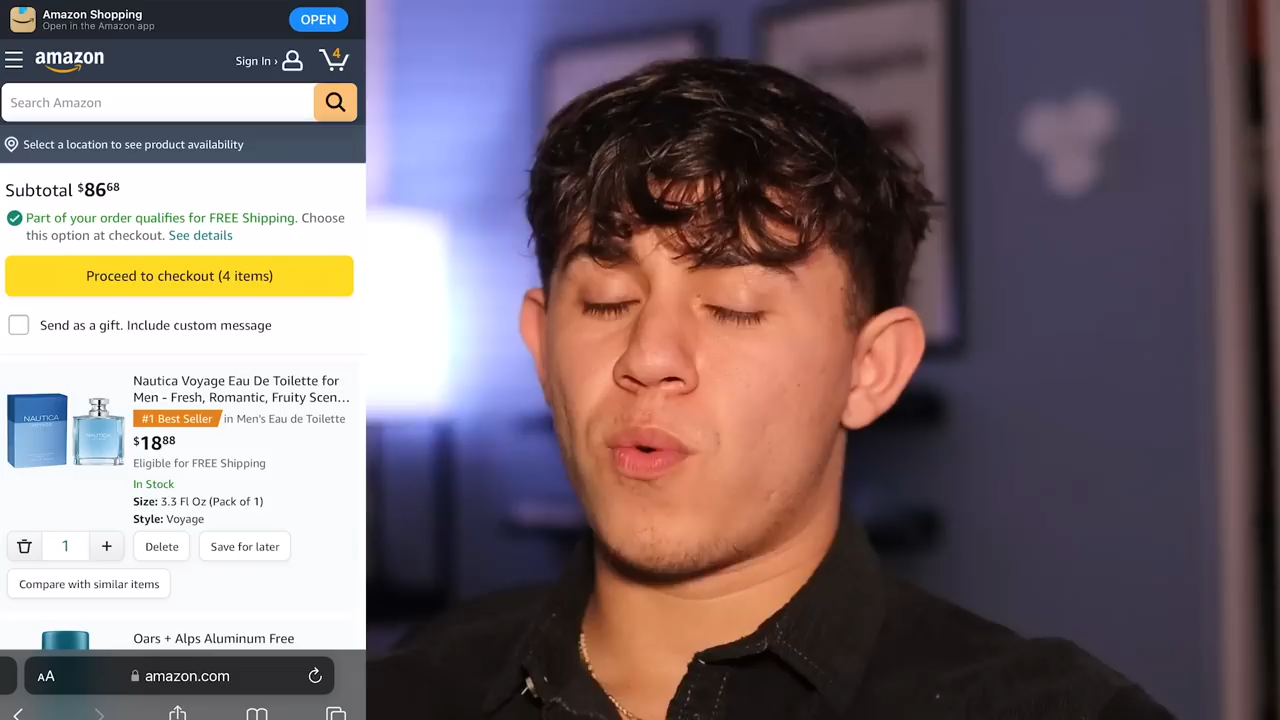 Amazon Shopping
Open in the Amazon app
OPEN
amazon
Sign In ›
4
Search Amazon
Select a location to see product availability
Subtotal $86 68
Part of your order qualifies for FREE Shipping. Choose
this option at checkout. See details
Proceed to checkout (4 items)
Send as a gift. Include custom message
Nautica Voyage Eau De Toilette for
Men - Fresh, Romantic, Fruity Scen…
#1 Best Seller in Men's Eau de Toilette
$18 88
Eligible for FREE Shipping
In Stock
Size: 3.3 Fl Oz (Pack of 1)
Style: Voyage
NAUTICA
NAUTICA
1 +
Delete
Save for later
Compare with similar items
Oars + Alps Aluminum Free
AA
amazon.com